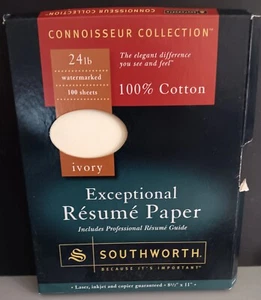 CONNOISSEUR COLLECTION™
24lb
watermarked
100 sheets
The elegant difference
you see and feel™
100% Cotton
ivory
Exceptional
Résumé Paper
Includes Professional Résumé Guide
S SOUTHWORTH®
BECAUSE IT'S IMPORTANT®
• Laser, inkjet and copier guaranteed • 8½" x 11" •